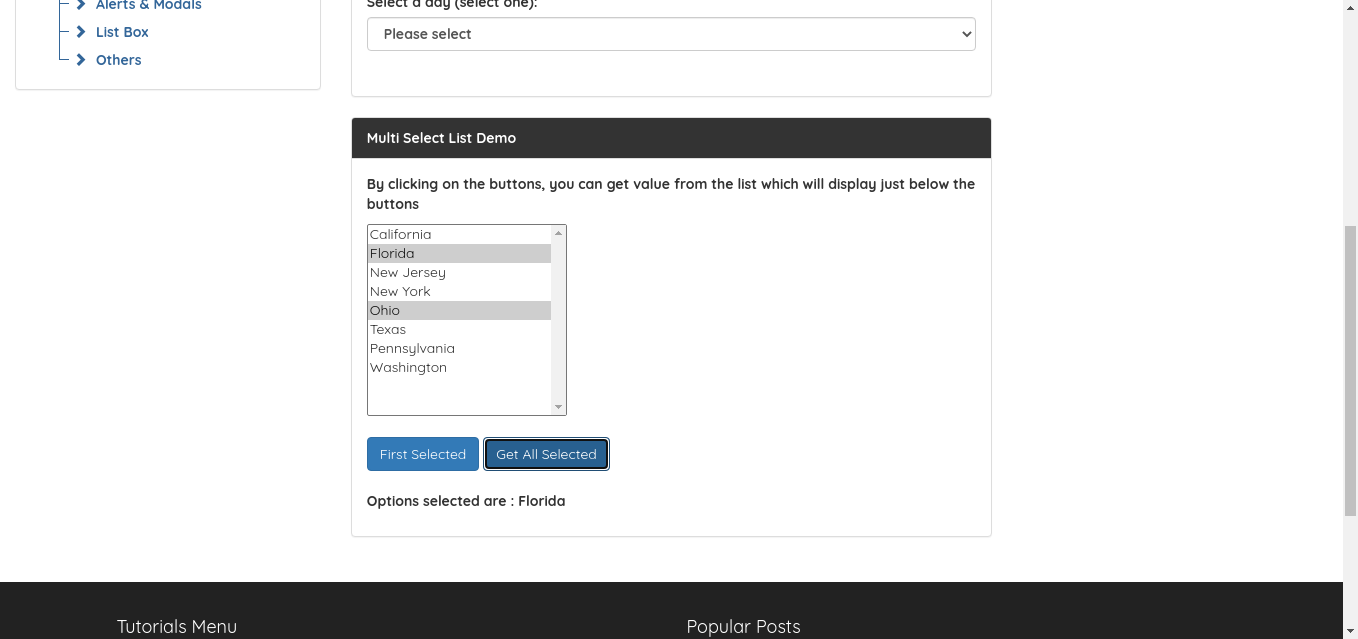 Alerts & Modals
List Box
Others
Select a day (select one):
Please select
Multi Select List Demo
By clicking on the buttons, you can get value from the list which will display just below the
buttons
California
Florida
New Jersey
New York
Ohio
Texas
Pennsylvania
Washington
First Selected
Get All Selected
Options selected are : Florida
Tutorials Menu
Popular Posts